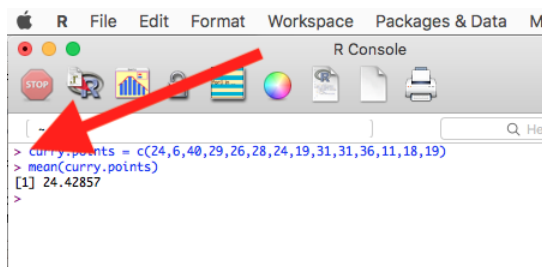 R File Edit Format Workspace Packages & Data M
R Console
STOP
R
R
~
He
> curry.points = c(24,6,40,29,26,28,24,19,31,31,36,11,18,19)
> mean(curry.points)
[1] 24.42857
>